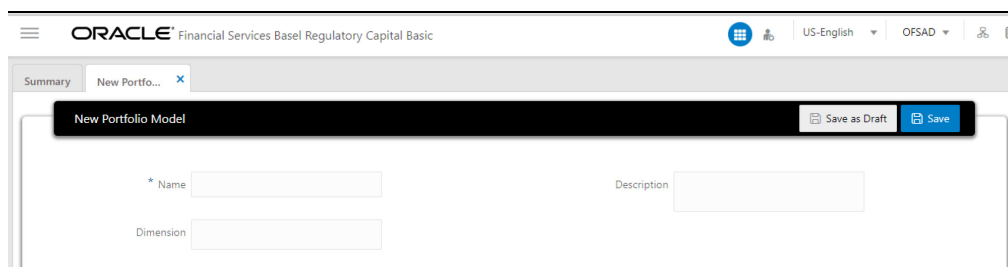 ORACLE® Financial Services Basel Regulatory Capital Basic US-English OFSAD
Summary New Portfo... ×
New Portfolio Model Save as Draft Save
* Name Description
Dimension